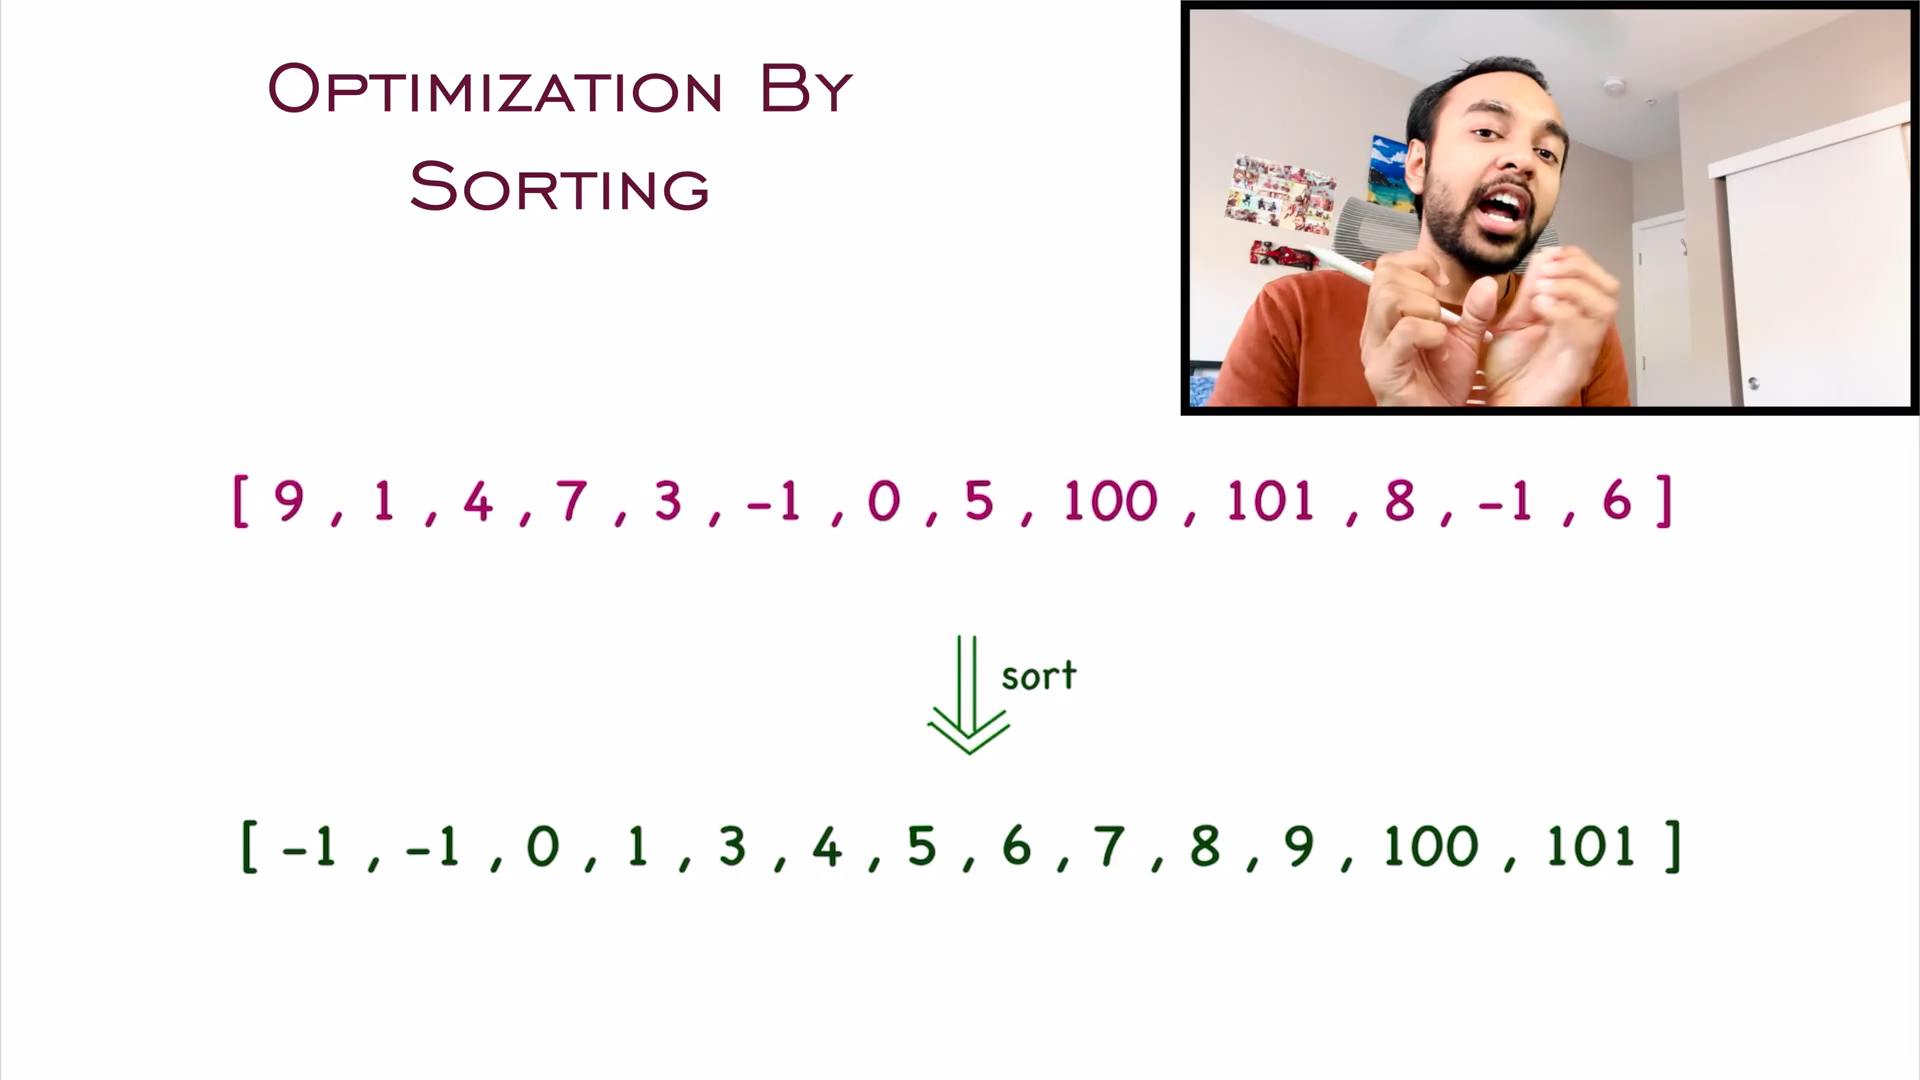 OPTIMIZATION BY
SORTING
[ 9 , 1 , 4 , 7 , 3 , -1 , 0 , 5 , 100 , 101 , 8 , -1 , 6 ]
sort
[ -1 , -1 , 0 , 1 , 3 , 4 , 5 , 6 , 7 , 8 , 9 , 100 , 101 ]